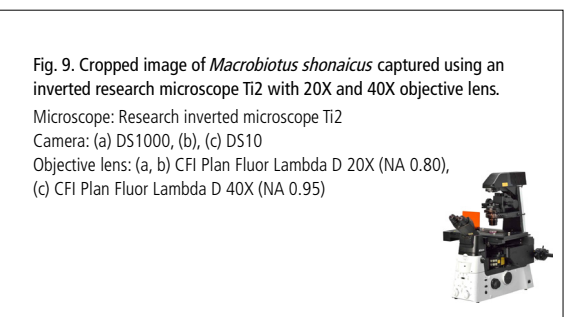 Fig. 9. Cropped image of Macrobiotus shonaicus captured using an
inverted research microscope Ti2 with 20X and 40X objective lens.
Microscope: Research inverted microscope Ti2
Camera: (a) DS1000, (b), (c) DS10
Objective lens: (a, b) CFI Plan Fluor Lambda D 20X (NA 0.80),
(c) CFI Plan Fluor Lambda D 40X (NA 0.95)